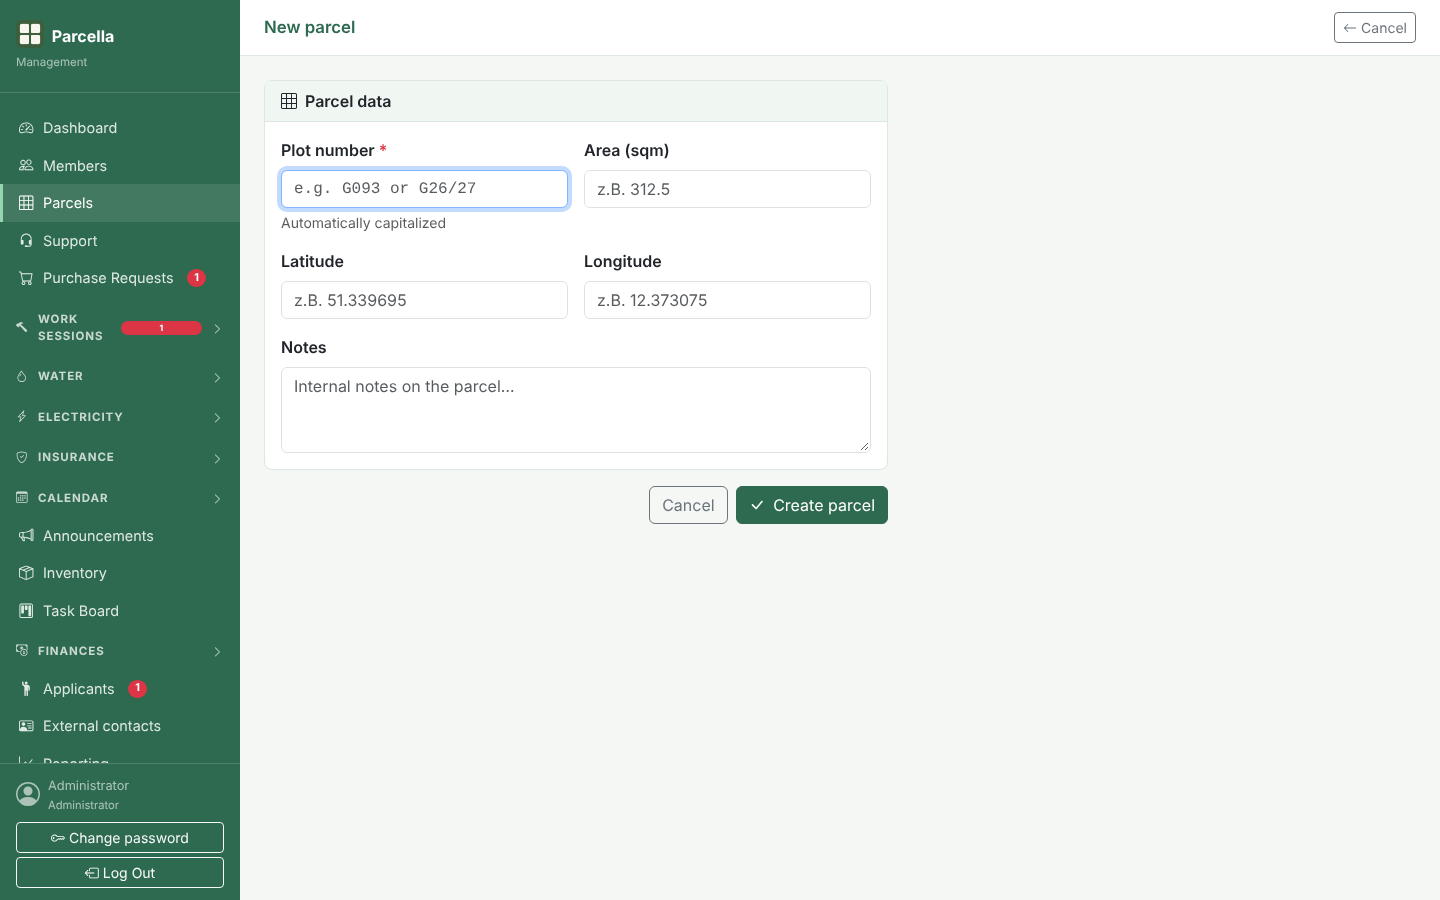 Parcella
Management
Dashboard
Members
Parcels
Support
Purchase Requests 1
WORK
SESSIONS 1
WATER
ELECTRICITY
INSURANCE
CALENDAR
Announcements
Inventory
Task Board
FINANCES
Applicants 1
External contacts
Reporting
Administrator
Administrator
Change password
Log Out
New parcel
← Cancel
Parcel data
Plot number *
e.g. G093 or G26/27
Automatically capitalized
Area (sqm)
z.B. 312.5
Latitude
z.B. 51.339695
Longitude
z.B. 12.373075
Notes
Internal notes on the parcel...
Cancel
Create parcel